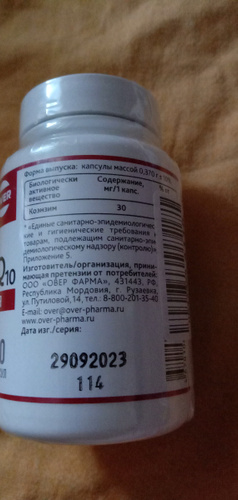 Форма выпуска: капсулы массой 0,370 г
Биологически Содержание,
активное мг/1 капс.
вещество
Коэнзим 30
* «Единые санитарно-эпидемиологичес-
кие и гигиенические требования к
товарам, подлежащим санитарно-эпи-
демиологическому надзору (контролю)»
Приложение 5.
Изготовитель/организация, прини-
мающая претензии от потребителей:
ООО «ОВЕР ФАРМА», 431443, РФ,
Республика Мордовия, г. Рузаевка,
ул. Путиловой, 14, тел.: 8-800-201-35-40
E-mail: over@over-pharma.ru
www.over-pharma.ru
Дата изг./серия:
29092023
114
Q10